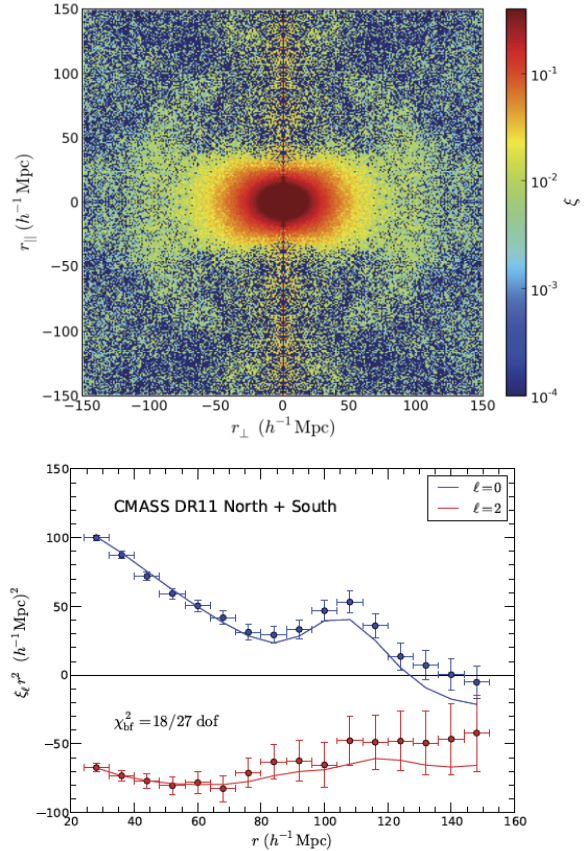 150
100
50
0
−50
−100
−150
−150 −100 −50 0 50 100 150
r∥ (h⁻¹ Mpc)
r⊥ (h⁻¹ Mpc)
10⁻¹
10⁻²
10⁻³
10⁻⁴
ξ
150
100
50
0
−50
−100
ξℓ r² (h⁻¹Mpc)²
CMASS DR11 North + South
ℓ=0
ℓ=2
χ²bf = 18/27 dof
20 40 60 80 100 120 140 160
r (h⁻¹ Mpc)